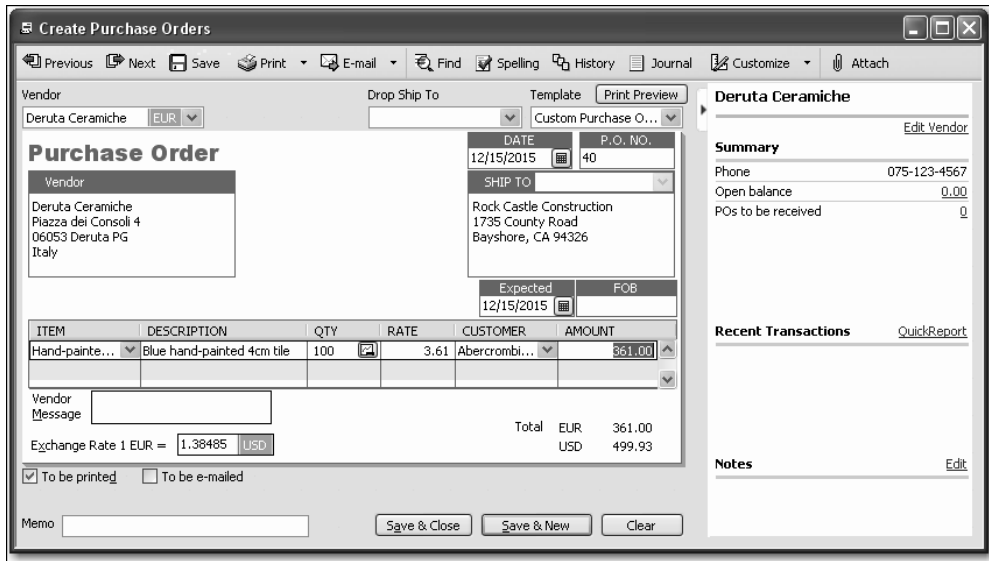 Create Purchase Orders
Previous Next Save Print E-mail Find Spelling History Journal Customize Attach
Vendor Drop Ship To Template Print Preview
Deruta Ceramiche EUR Custom Purchase O...
Purchase Order
DATE P.O. NO.
12/15/2015 40
Vendor
SHIP TO
Deruta Ceramiche
Piazza dei Consoli 4
06053 Deruta PG
Italy
Rock Castle Construction
1735 County Road
Bayshore, CA 94326
Expected FOB
12/15/2015
ITEM DESCRIPTION QTY RATE CUSTOMER AMOUNT
Hand-painte... Blue hand-painted 4cm tile 100 3.61 Abercrombi... 361.00
Vendor
Message
Total EUR 361.00
Exchange Rate 1 EUR = 1.38485 USD
USD 499.93
To be printed To be e-mailed
Memo
Save & Close Save & New Clear
Deruta Ceramiche
Edit Vendor
Summary
Phone 075-123-4567
Open balance 0.00
POs to be received 0
Recent Transactions QuickReport
Notes Edit